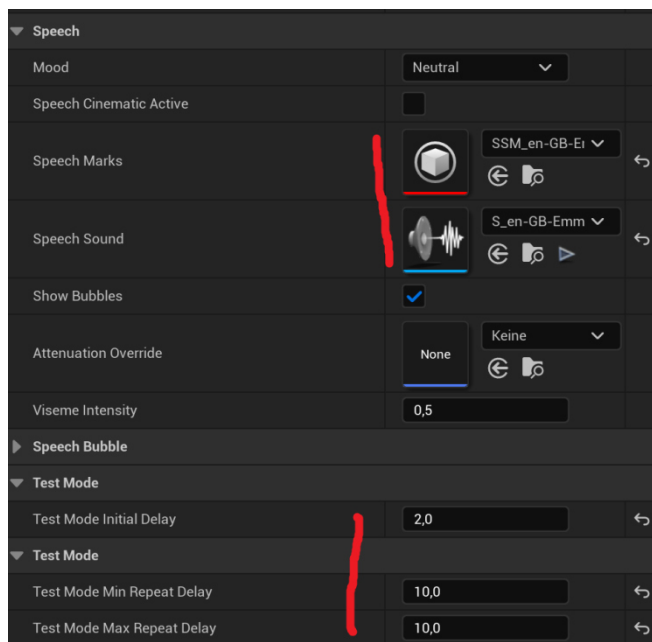 Speech
Mood Neutral
Speech Cinematic Active
Speech Marks SSM_en-GB-Er
Speech Sound S_en-GB-Emm
Show Bubbles
Attenuation Override None Keine
Viseme Intensity 0,5
Speech Bubble
Test Mode
Test Mode Initial Delay 2,0
Test Mode
Test Mode Min Repeat Delay 10,0
Test Mode Max Repeat Delay 10,0